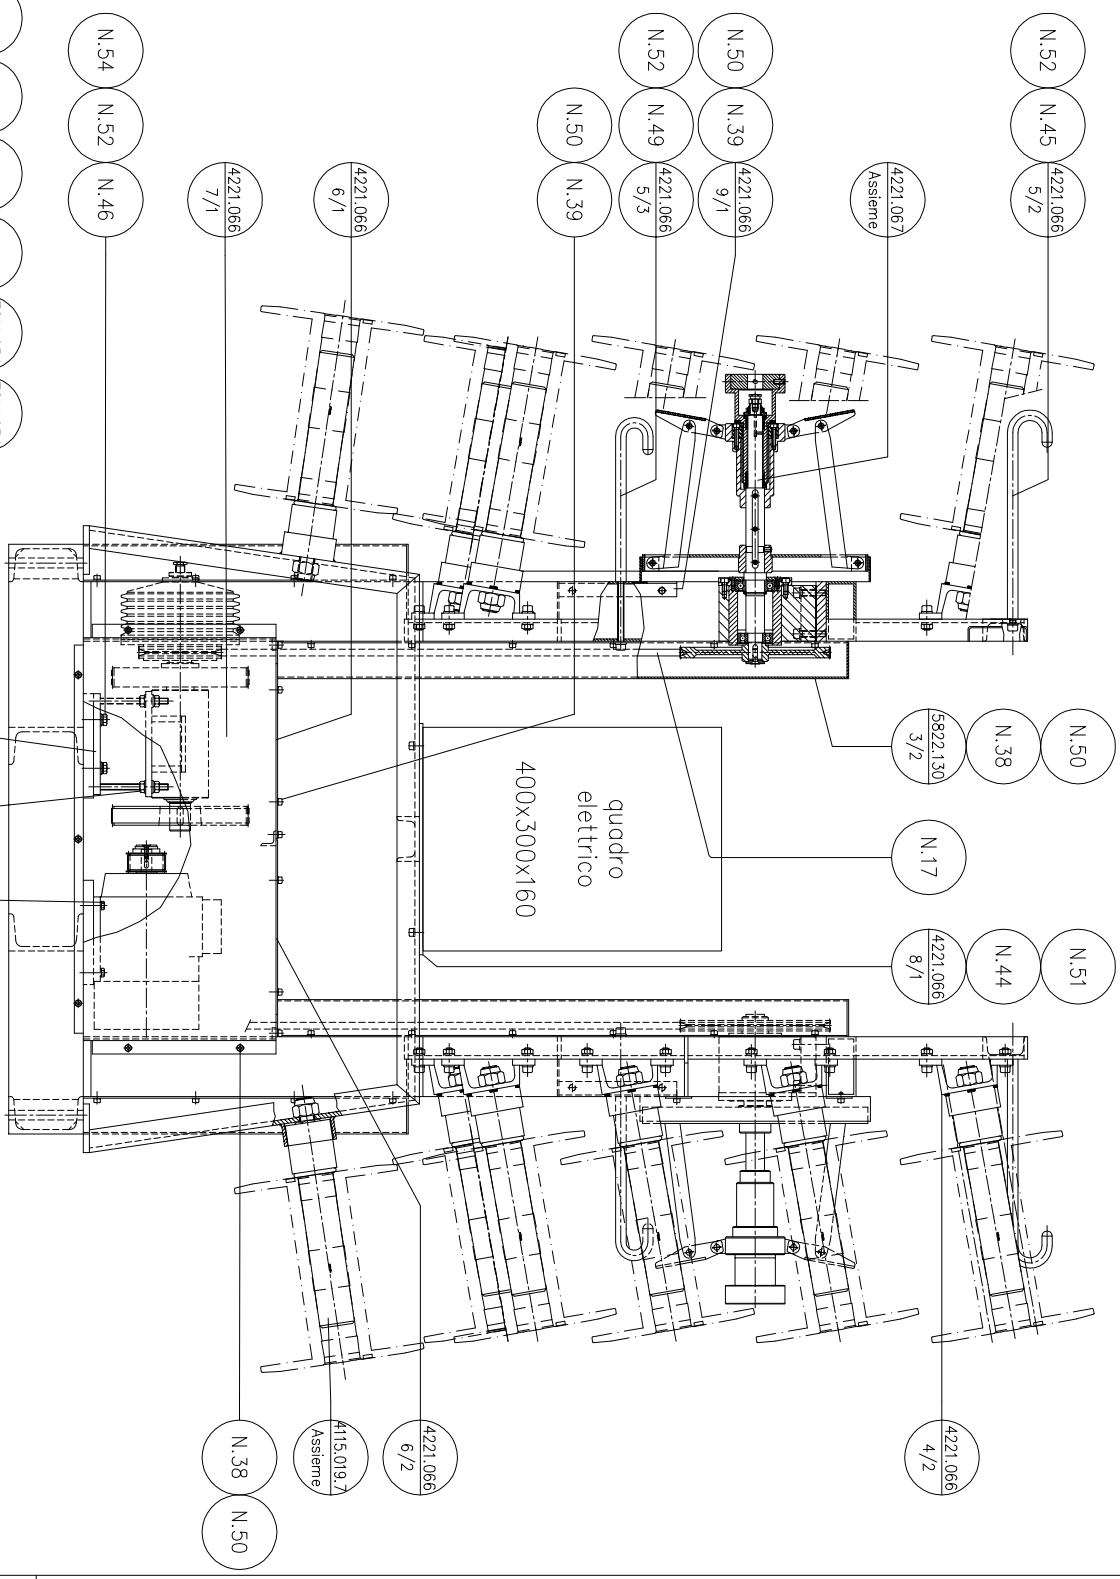 N.52
N.45
4221.066
5/2
4221.067
Assieme
N.50
N.39
4221.066
9/1
N.52
N.49
4221.066
5/3
N.50
N.39
4221.066
6/1
4221.066
7/1
N.54
N.52
N.46
N.50
N.38
5822.130
3/2
N.17
N.51
N.44
4221.066
8/1
quadro
elettrico
400x300x160
4221.066
4/2
4221.066
6/2
4115.019.7
Assieme
N.38
N.50